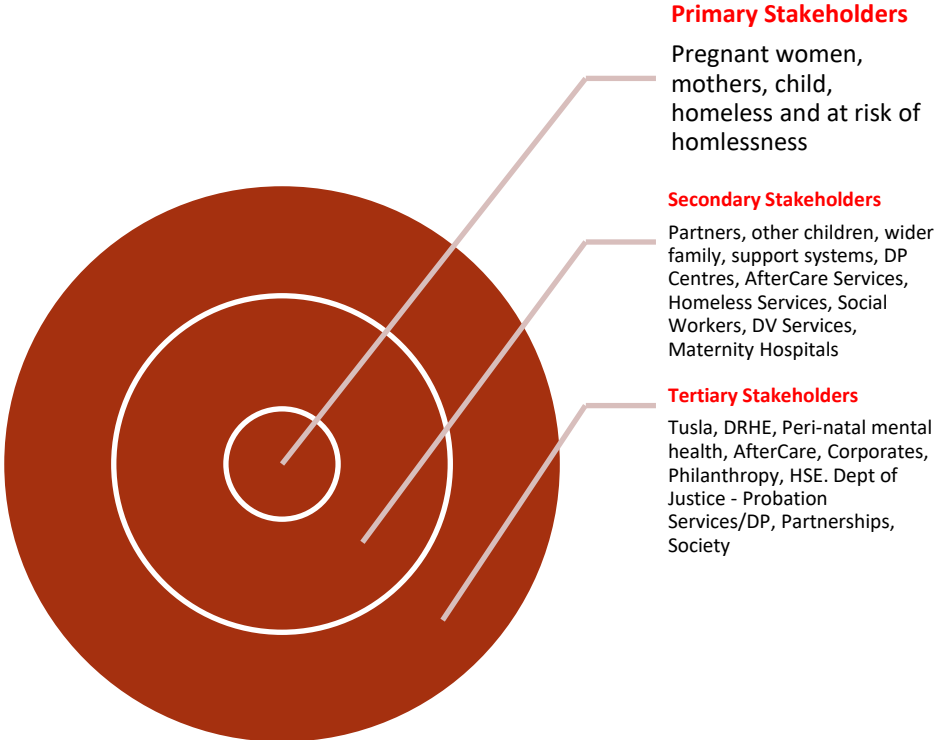 Primary Stakeholders
Pregnant women,
mothers, child,
homeless and at risk of
homlessness
Secondary Stakeholders
Partners, other children, wider
family, support systems, DP
Centres, AfterCare Services,
Homeless Services, Social
Workers, DV Services,
Maternity Hospitals
Tertiary Stakeholders
Tusla, DRHE, Peri-natal mental
health, AfterCare, Corporates,
Philanthropy, HSE. Dept of
Justice - Probation
Services/DP, Partnerships,
Society